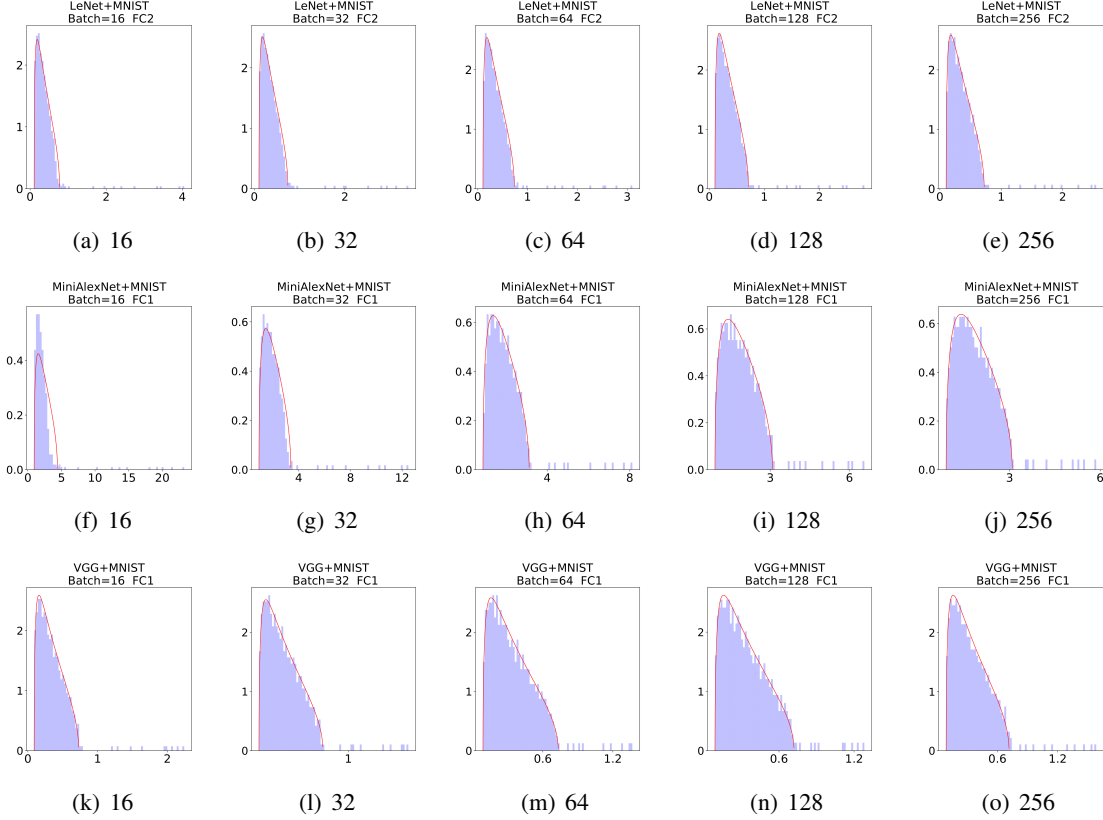 LeNet+MNIST
Batch=16 FC2
LeNet+MNIST
Batch=32 FC2
LeNet+MNIST
Batch=64 FC2
LeNet+MNIST
Batch=128 FC2
LeNet+MNIST
Batch=256 FC2
2
1
0
0 1 2 3 4
2
1
0
0 2
2
1
0
0 1 2 3
2
1
0
0 1 2
2
1
0
0 1 2
(a) 16
(b) 32
(c) 64
(d) 128
(e) 256
MiniAlexNet+MNIST
Batch=16 FC1
MiniAlexNet+MNIST
Batch=32 FC1
MiniAlexNet+MNIST
Batch=64 FC1
MiniAlexNet+MNIST
Batch=128 FC1
MiniAlexNet+MNIST
Batch=256 FC1
0.4
0.2
0.0
0 5 10 15 20
0.6
0.4
0.2
0.0
4 8 12
0.6
0.4
0.2
0.0
4 8
0.6
0.4
0.2
0.0
3 6
0.6
0.4
0.2
0.0
3 6
(f) 16
(g) 32
(h) 64
(i) 128
(j) 256
VGG+MNIST
Batch=16 FC1
VGG+MNIST
Batch=32 FC1
VGG+MNIST
Batch=64 FC1
VGG+MNIST
Batch=128 FC1
VGG+MNIST
Batch=256 FC1
2
1
0
0 1 2
2
1
0
1
2
1
0
0.6 1.2
2
1
0
0.6 1.2
2
1
0
0.6 1.2
(k) 16
(l) 32
(m) 64
(n) 128
(o) 256